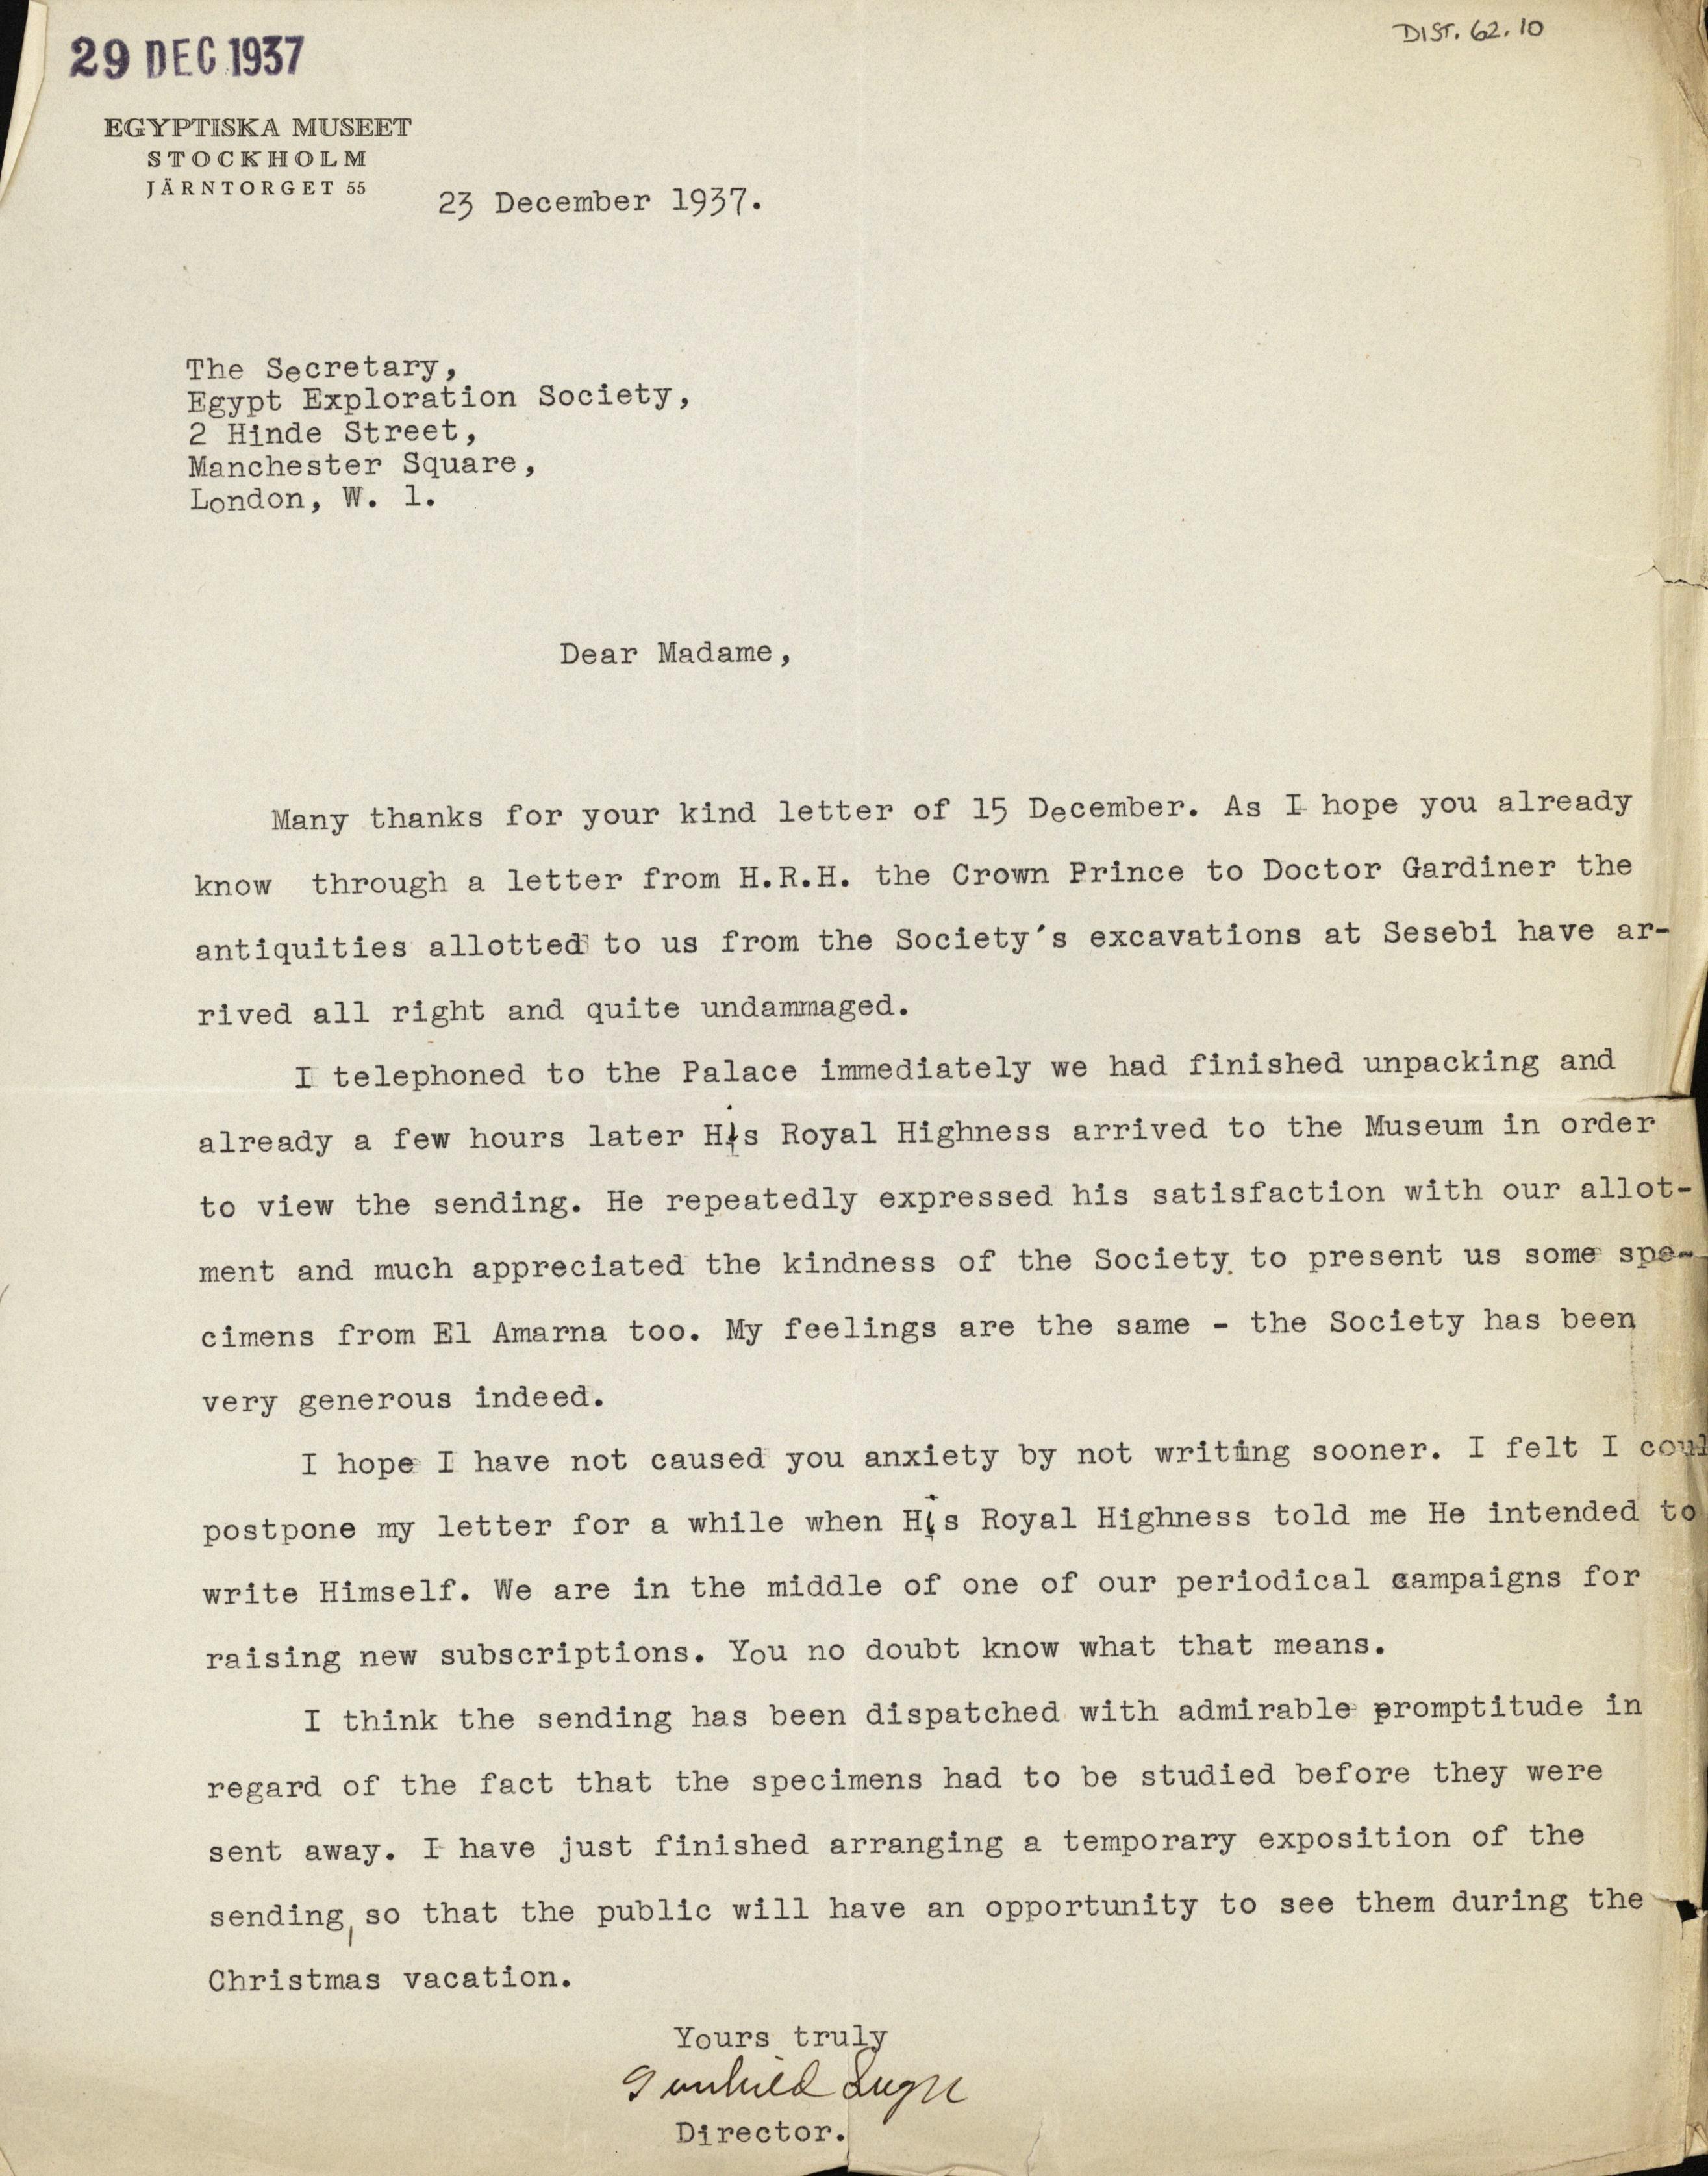 DIST. 62.10
29 DEC 1937
EGYPTISKA MUSEET
STOCKHOLM
JÄRNTORGET 55
23 December 1937.
The Secretary,
Egypt Exploration Society,
2 Hinde Street,
Manchester Square,
London, W. 1.
Dear Madame,
Many thanks for your kind letter of 15 December. As I hope you already
know through a letter from H.R.H. the Crown Prince to Doctor Gardiner the
antiquities allotted to us from the Society's excavations at Sesebi have ar-
rived all right and quite undammaged.
I telephoned to the Palace immediately we had finished unpacking and
already a few hours later His Royal Highness arrived to the Museum in order
to view the sending. He repeatedly expressed his satisfaction with our allot-
ment and much appreciated the kindness of the Society to present us some spe-
cimens from El Amarna too. My feelings are the same - the Society has been
very generous indeed.
I hope I have not caused you anxiety by not writing sooner. I felt I coul
postpone my letter for a while when His Royal Highness told me He intended to
write Himself. We are in the middle of one of our periodical campaigns for
raising new subscriptions. You no doubt know what that means.
I think the sending has been dispatched with admirable promptitude in
regard of the fact that the specimens had to be studied before they were
sent away. I have just finished arranging a temporary exposition of the
sending, so that the public will have an opportunity to see them during the
Christmas vacation.
Yours truly
Gunhild Lugn
Director.